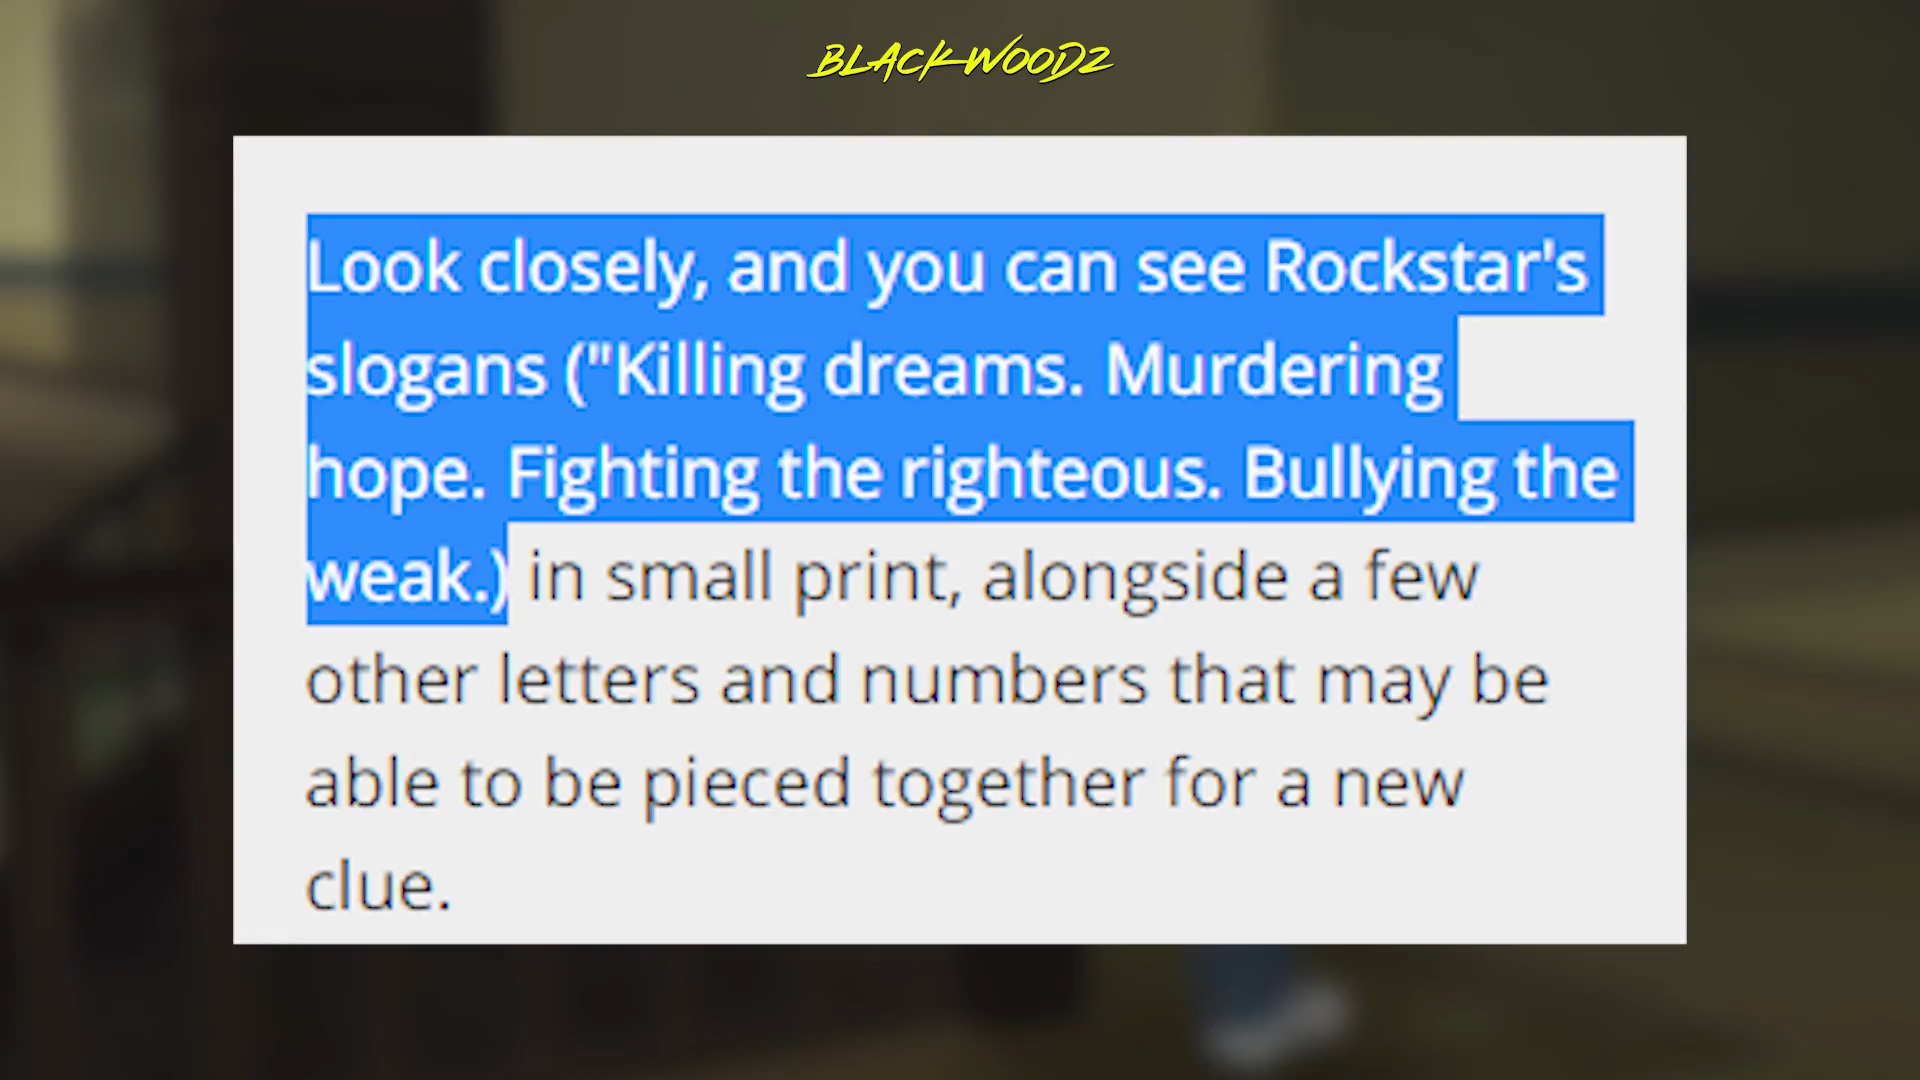 BLACKWOODZ
Look closely, and you can see Rockstar's
slogans ("Killing dreams. Murdering
hope. Fighting the righteous. Bullying the
weak.) in small print, alongside a few
other letters and numbers that may be
able to be pieced together for a new
clue.